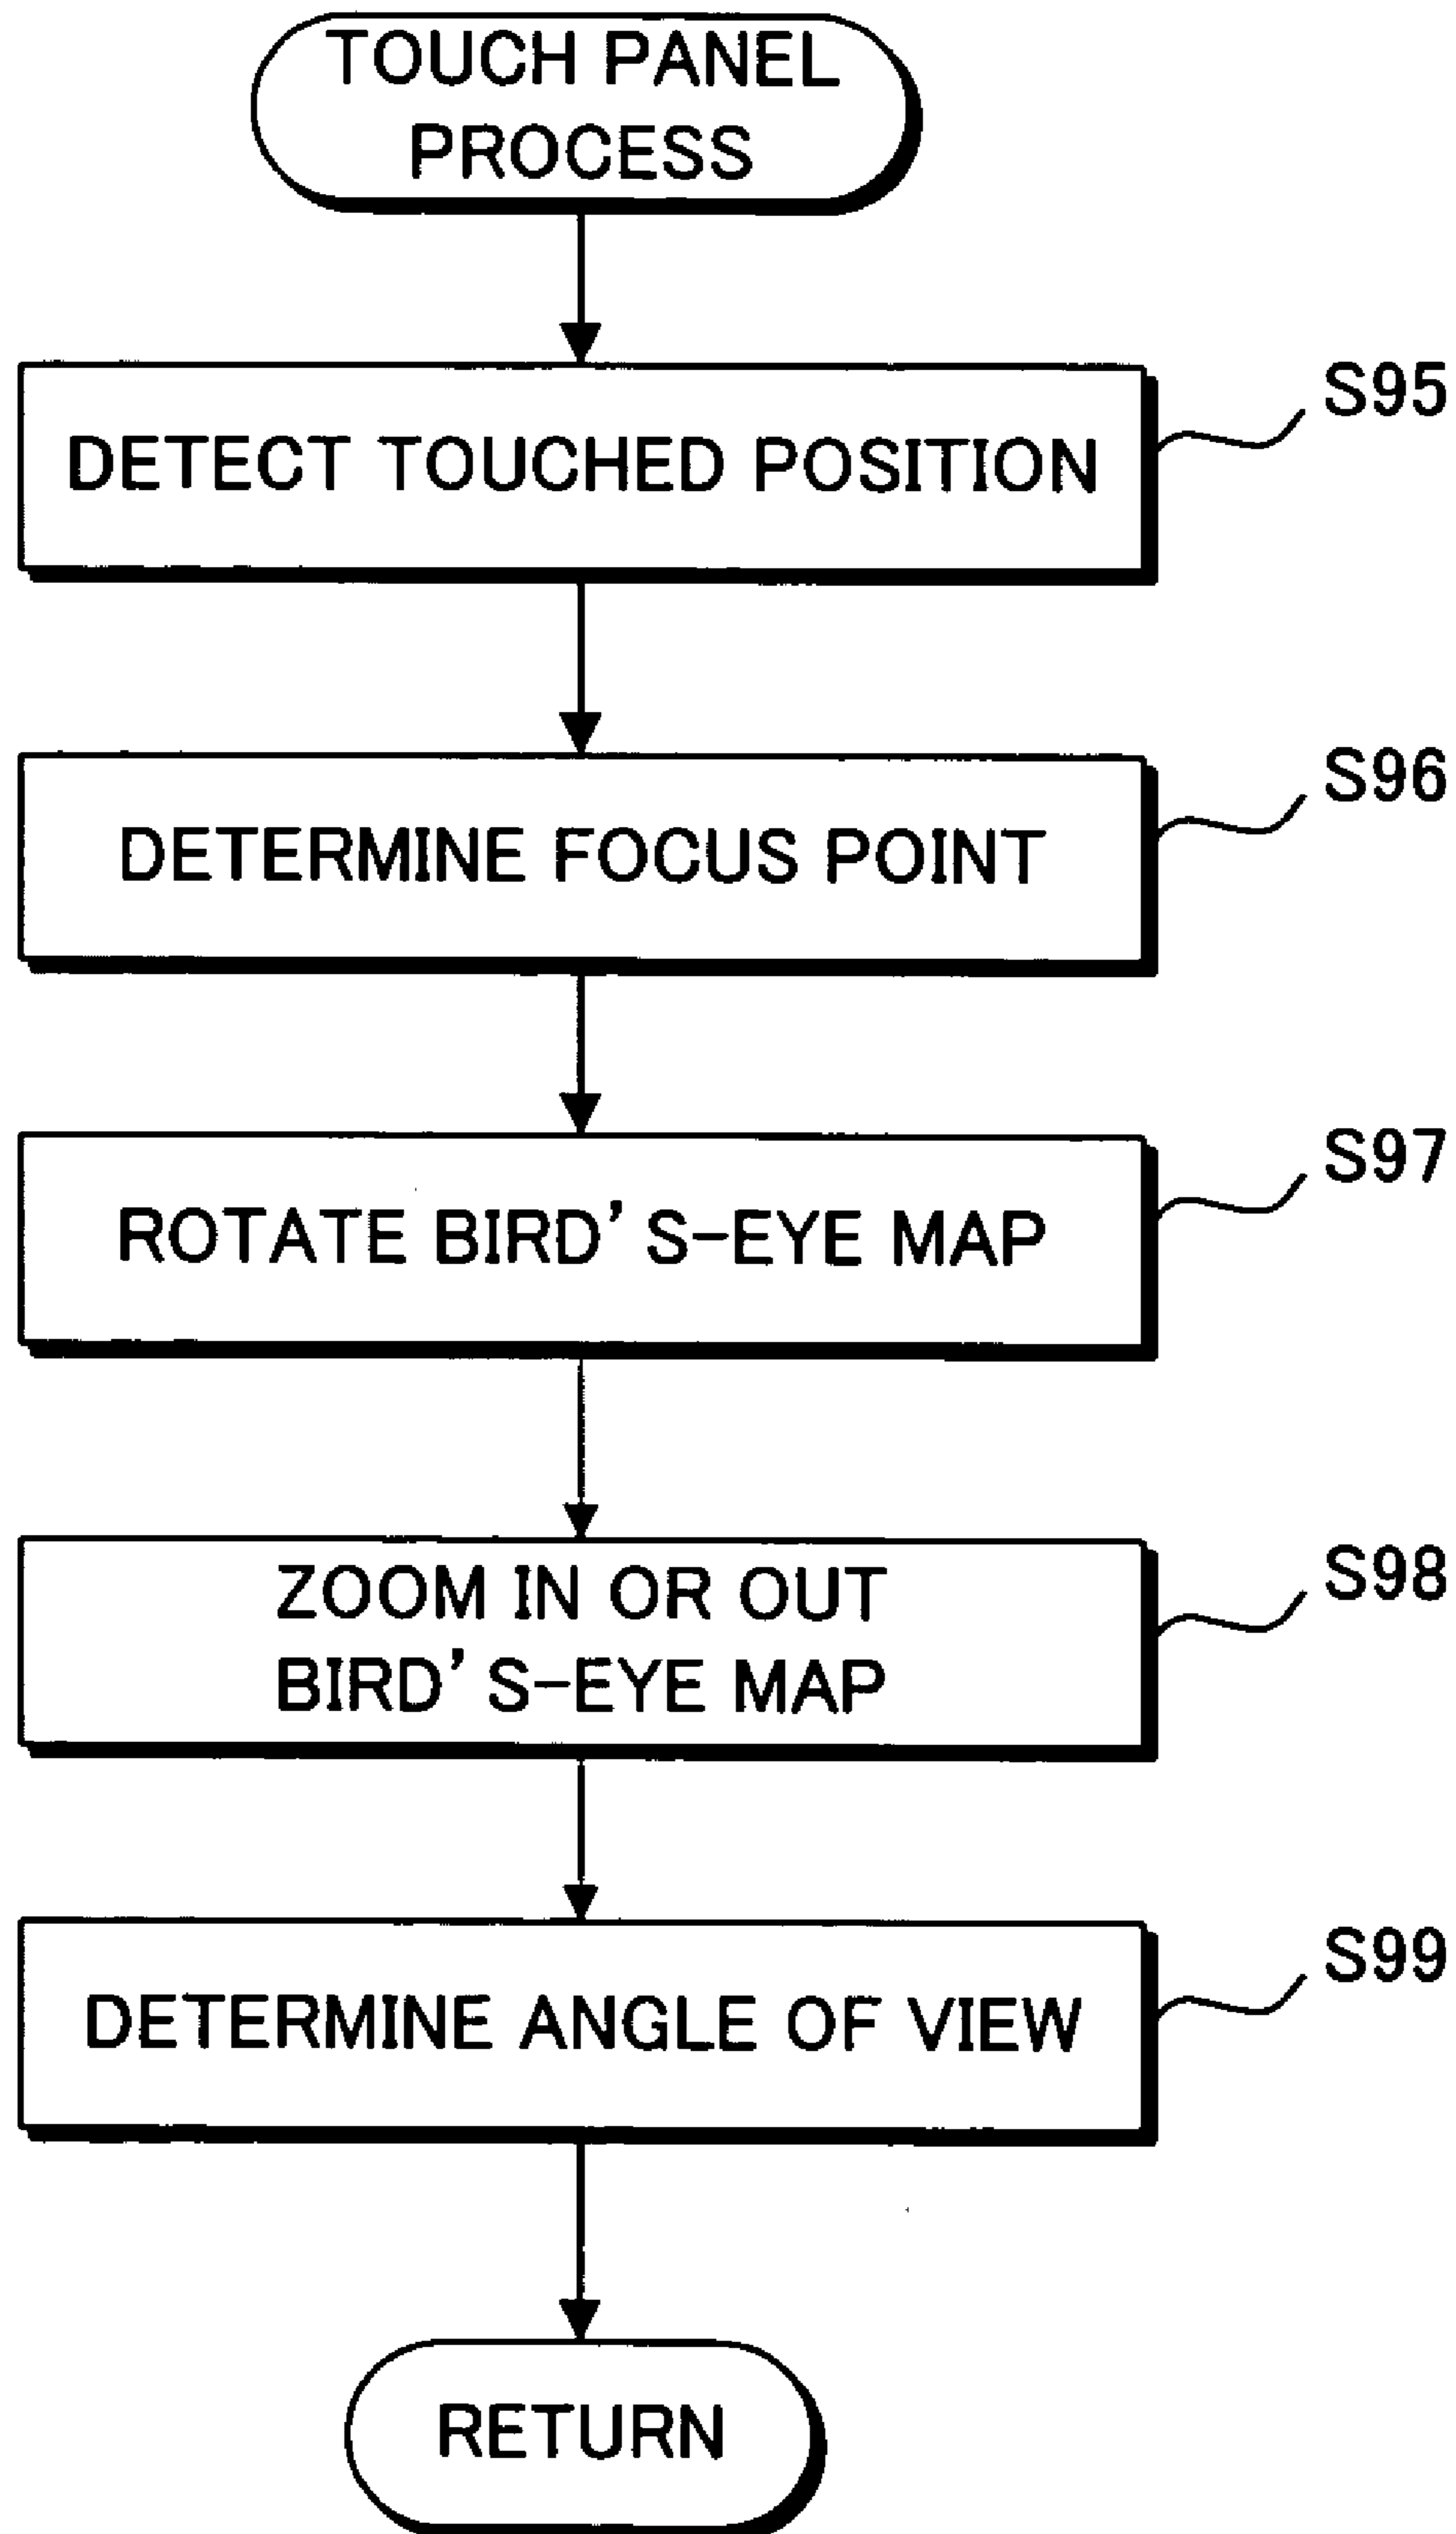 TOUCH PANEL
PROCESS
DETECT TOUCHED POSITION
S95
DETERMINE FOCUS POINT
S96
ROTATE BIRD'S-EYE MAP
S97
ZOOM IN OR OUT
BIRD'S-EYE MAP
S98
DETERMINE ANGLE OF VIEW
S99
RETURN